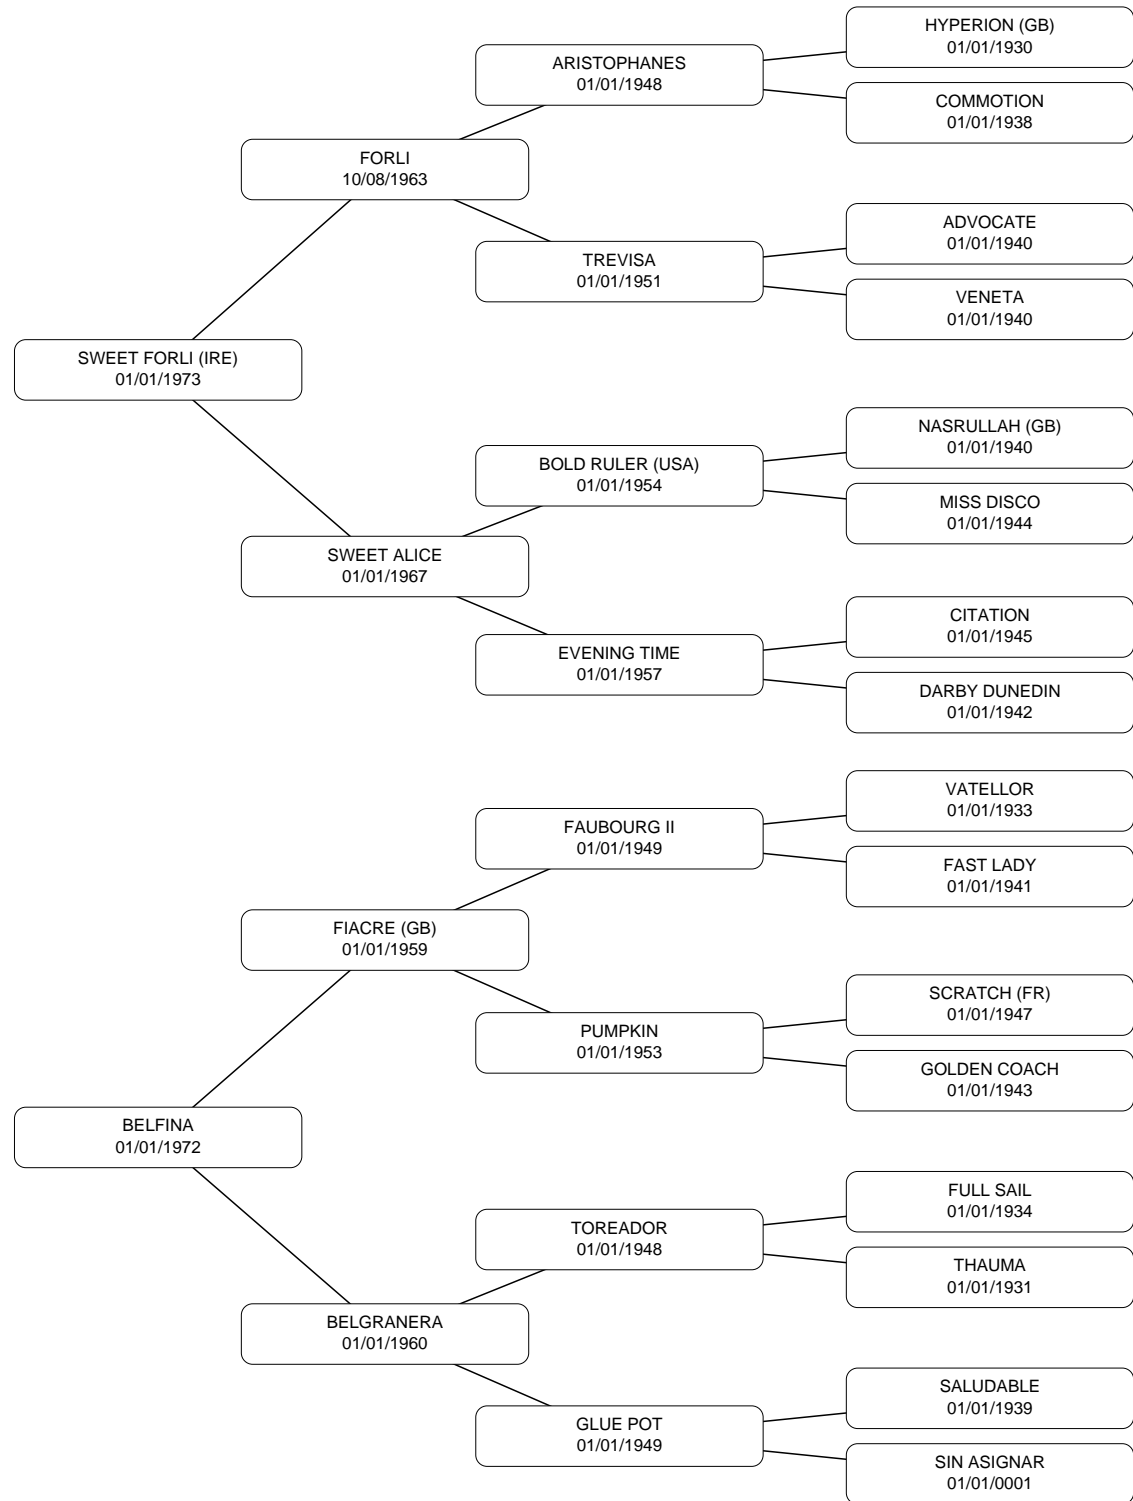 HYPERION (GB)
01/01/1930
ARISTOPHANES
01/01/1948
COMMOTION
01/01/1938
FORLI
10/08/1963
ADVOCATE
01/01/1940
TREVISA
01/01/1951
VENETA
01/01/1940
SWEET FORLI (IRE)
01/01/1973
NASRULLAH (GB)
01/01/1940
BOLD RULER (USA)
01/01/1954
MISS DISCO
01/01/1944
SWEET ALICE
01/01/1967
CITATION
01/01/1945
EVENING TIME
01/01/1957
DARBY DUNEDIN
01/01/1942
VATELLOR
01/01/1933
FAUBOURG II
01/01/1949
FAST LADY
01/01/1941
FIACRE (GB)
01/01/1959
SCRATCH (FR)
01/01/1947
PUMPKIN
01/01/1953
GOLDEN COACH
01/01/1943
BELFINA
01/01/1972
FULL SAIL
01/01/1934
TOREADOR
01/01/1948
THAUMA
01/01/1931
BELGRANERA
01/01/1960
SALUDABLE
01/01/1939
GLUE POT
01/01/1949
SIN ASIGNAR
01/01/0001